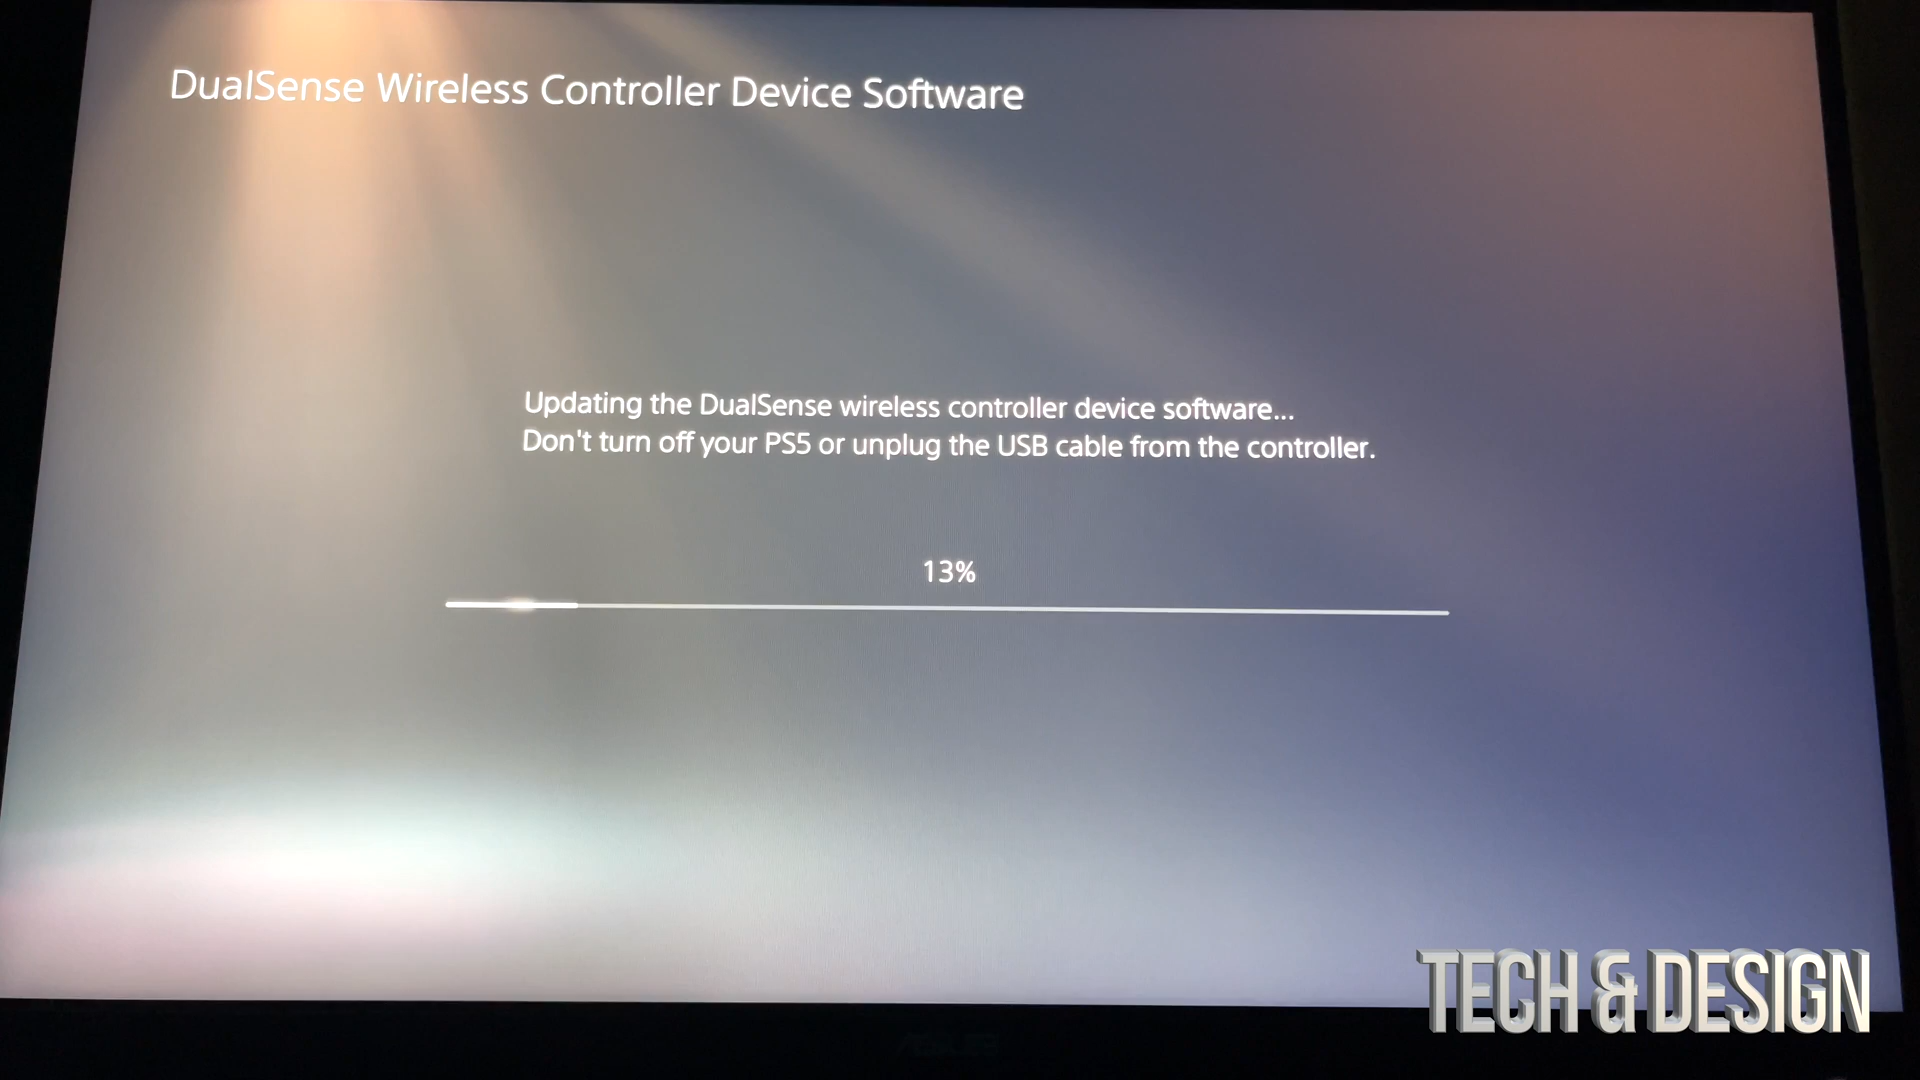 DualSense Wireless Controller Device Software
Updating the DualSense wireless controller device software...
Don't turn off your PS5 or unplug the USB cable from the controller.
13%
TECH & DESIGN